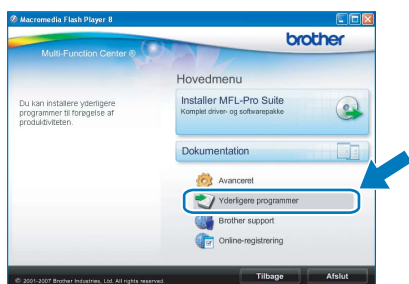 Macromedia Flash Player 8
brother
Multi-Function Center ®
Hovedmenu
Du kan installere yderligere
programmer til forøgelse af
produktiviteten.
Installer MFL-Pro Suite
Komplet driver- og softwarepakke
Dokumentation
Avanceret
Yderligere programmer
Brother support
Online-registrering
© 2001-2007 Brother Industries, Ltd. All rights reserved.
Tilbage
Afslut